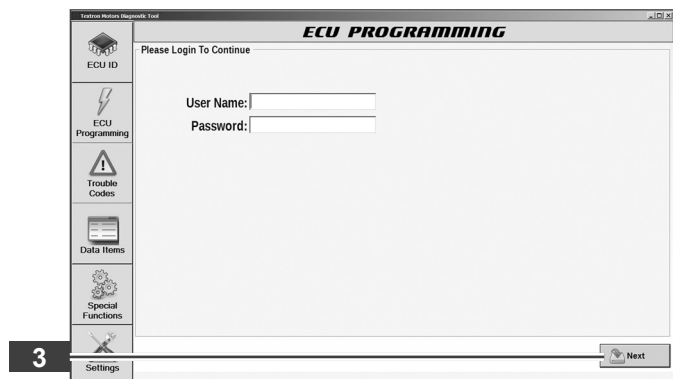 Textron Motors Diagnostic Tool
ECU PROGRAMMING
Please Login To Continue
ECU ID
User Name:
Password:
ECU
Programming
Trouble
Codes
Data Items
Special
Functions
3
Next
Settings